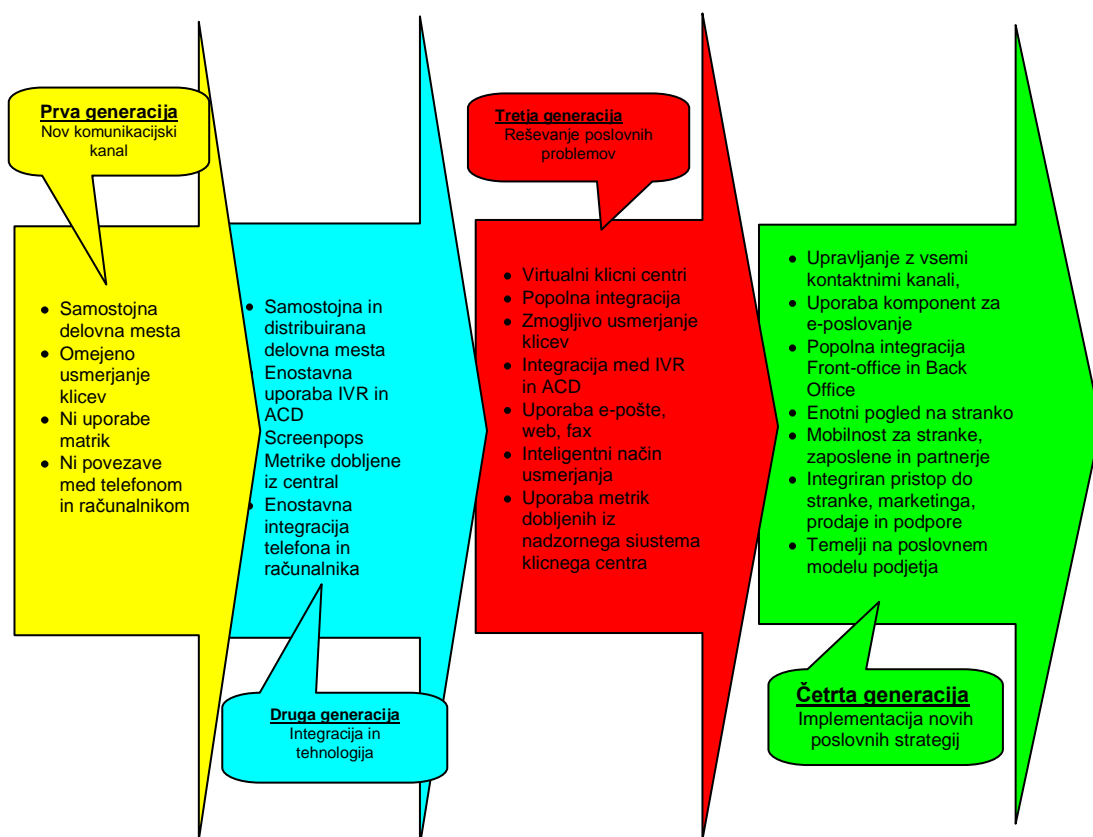 Prva generacija
Nov komunikacijski
kanal
• Samostojna
delovna mesta
• Omejeno
usmerjanje
klicev
• Ni uporabe
matrik
• Ni povezave
med telefonom
in računalnikom
• Samostojna in
distribuirana
delovna mesta
Enostavna
uporaba IVR in
ACD
Screenpops
Metrike dobljene
iz central
• Enostavna
integracija
telefona in
računalnika
Druga generacija
Integracija in
tehnologija
Tretja generacija
Reševanje poslovnih
problemov
• Virtualni klicni centri
• Popolna integracija
• Zmogljivo usmerjanje
klicev
• Integracija med IVR
in ACD
• Uporaba e-pošte,
web, fax
• Inteligentni način
usmerjanja
• Uporaba metrik
dobljenih iz
nadzornega siustema
klicnega centra
• Upravljanje z vsemi
kontaktnimi kanali,
• Uporaba komponent za
e-poslovanje
• Popolna integracija
Front-office in Back
Office
• Enotni pogled na stranko
• Mobilnost za stranke,
zaposlene in partnerje
• Integriran pristop do
stranke, marketinga,
prodaje in podpore
• Temelji na poslovnem
modelu podjetja
Četrta generacija
Implementacija novih
poslovnih strategij